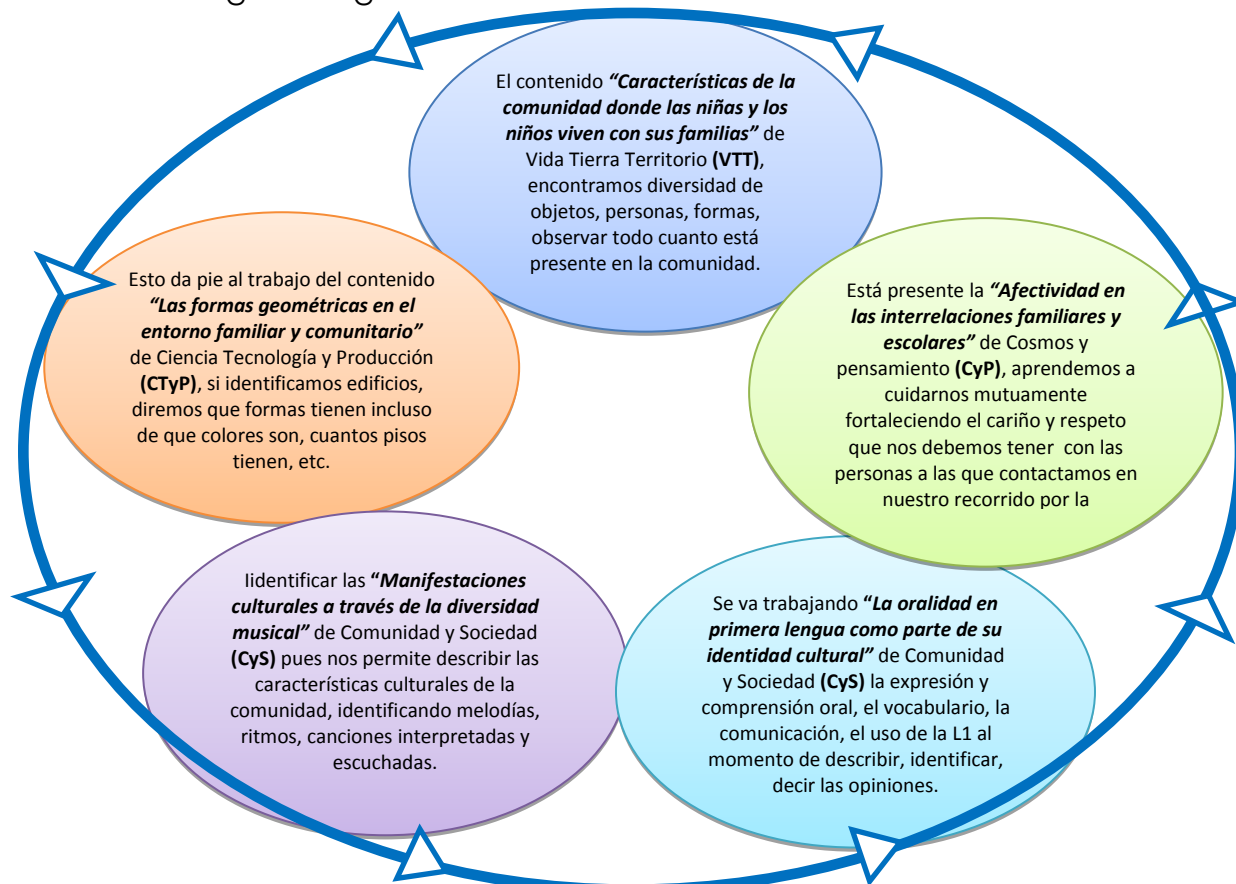 El contenido “Características de la
comunidad donde las niñas y los
niños viven con sus familias” de
Vida Tierra Territorio (VTT),
encontramos diversidad de
objetos, personas, formas,
observar todo cuanto está
presente en la comunidad.
Esto da pie al trabajo del contenido
“Las formas geométricas en el
entorno familiar y comunitario”
de Ciencia Tecnología y Producción
(CTyP), si identificamos edificios,
diremos que formas tienen incluso
de que colores son, cuantos pisos
tienen, etc.
Está presente la “Afectividad en
las interrelaciones familiares y
escolares” de Cosmos y
pensamiento (CyP), aprendemos a
cuidarnos mutuamente
fortaleciendo el cariño y respeto
que nos debemos tener con las
personas a las que contactamos en
nuestro recorrido por la
Iidentificar las “Manifestaciones
culturales a través de la diversidad
musical” de Comunidad y Sociedad
(CyS) pues nos permite describir las
características culturales de la
comunidad, identificando melodías,
ritmos, canciones interpretadas y
escuchadas.
Se va trabajando “La oralidad en
primera lengua como parte de su
identidad cultural” de Comunidad
y Sociedad (CyS) la expresión y
comprensión oral, el vocabulario, la
comunicación, el uso de la L1 al
momento de describir, identificar,
decir las opiniones.